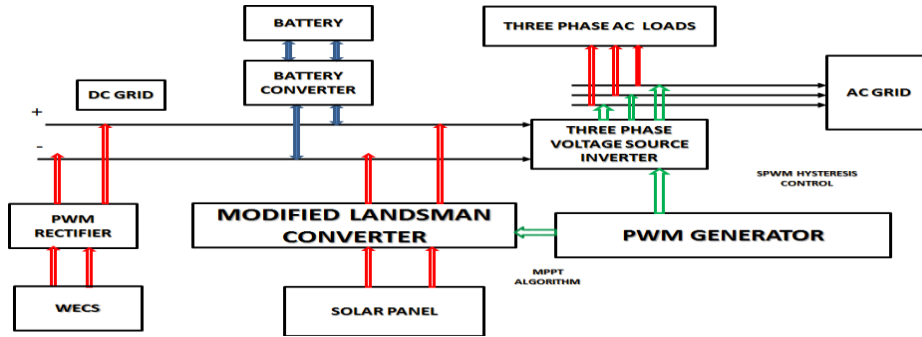 BATTERY
THREE PHASE AC LOADS
BATTERY
CONVERTER
DC GRID
AC GRID
+
THREE PHASE
VOLTAGE SOURCE
INVERTER
-
SPWM HYSTERESIS
CONTROL
PWM
RECTIFIER
MODIFIED LANDSMAN
CONVERTER
PWM GENERATOR
MPPT
ALGORITHM
WECS
SOLAR PANEL